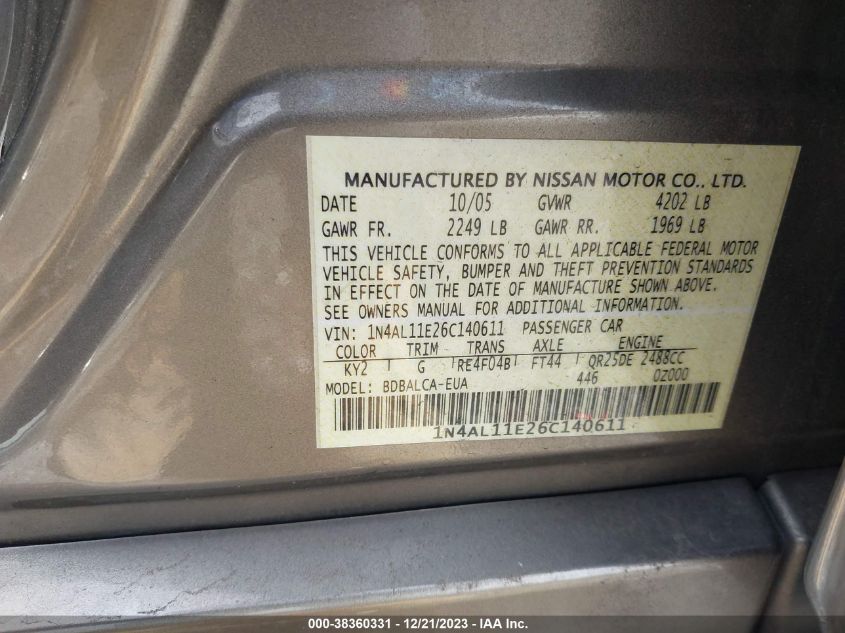 MANUFACTURED BY NISSAN MOTOR CO., LTD.
DATE 10/05 GVWR 4202 LB
GAWR FR. 2249 LB GAWR RR. 1969 LB
THIS VEHICLE CONFORMS TO ALL APPLICABLE FEDERAL MOTOR
VEHICLE SAFETY, BUMPER AND THEFT PREVENTION STANDARDS
IN EFFECT ON THE DATE OF MANUFACTURE SHOWN ABOVE.
SEE OWNERS MANUAL FOR ADDITIONAL INFORMATION.
VIN: 1N4AL11E26C140611 PASSENGER CAR
COLOR TRIM TRANS AXLE ENGINE
KY2 G RE4F04B FT44 QR25DE 2488CC
MODEL: BDBALCA-EUA 446 0Z000
1N4AL11E26C140611
000-38360331 - 12/21/2023 - IAA Inc.